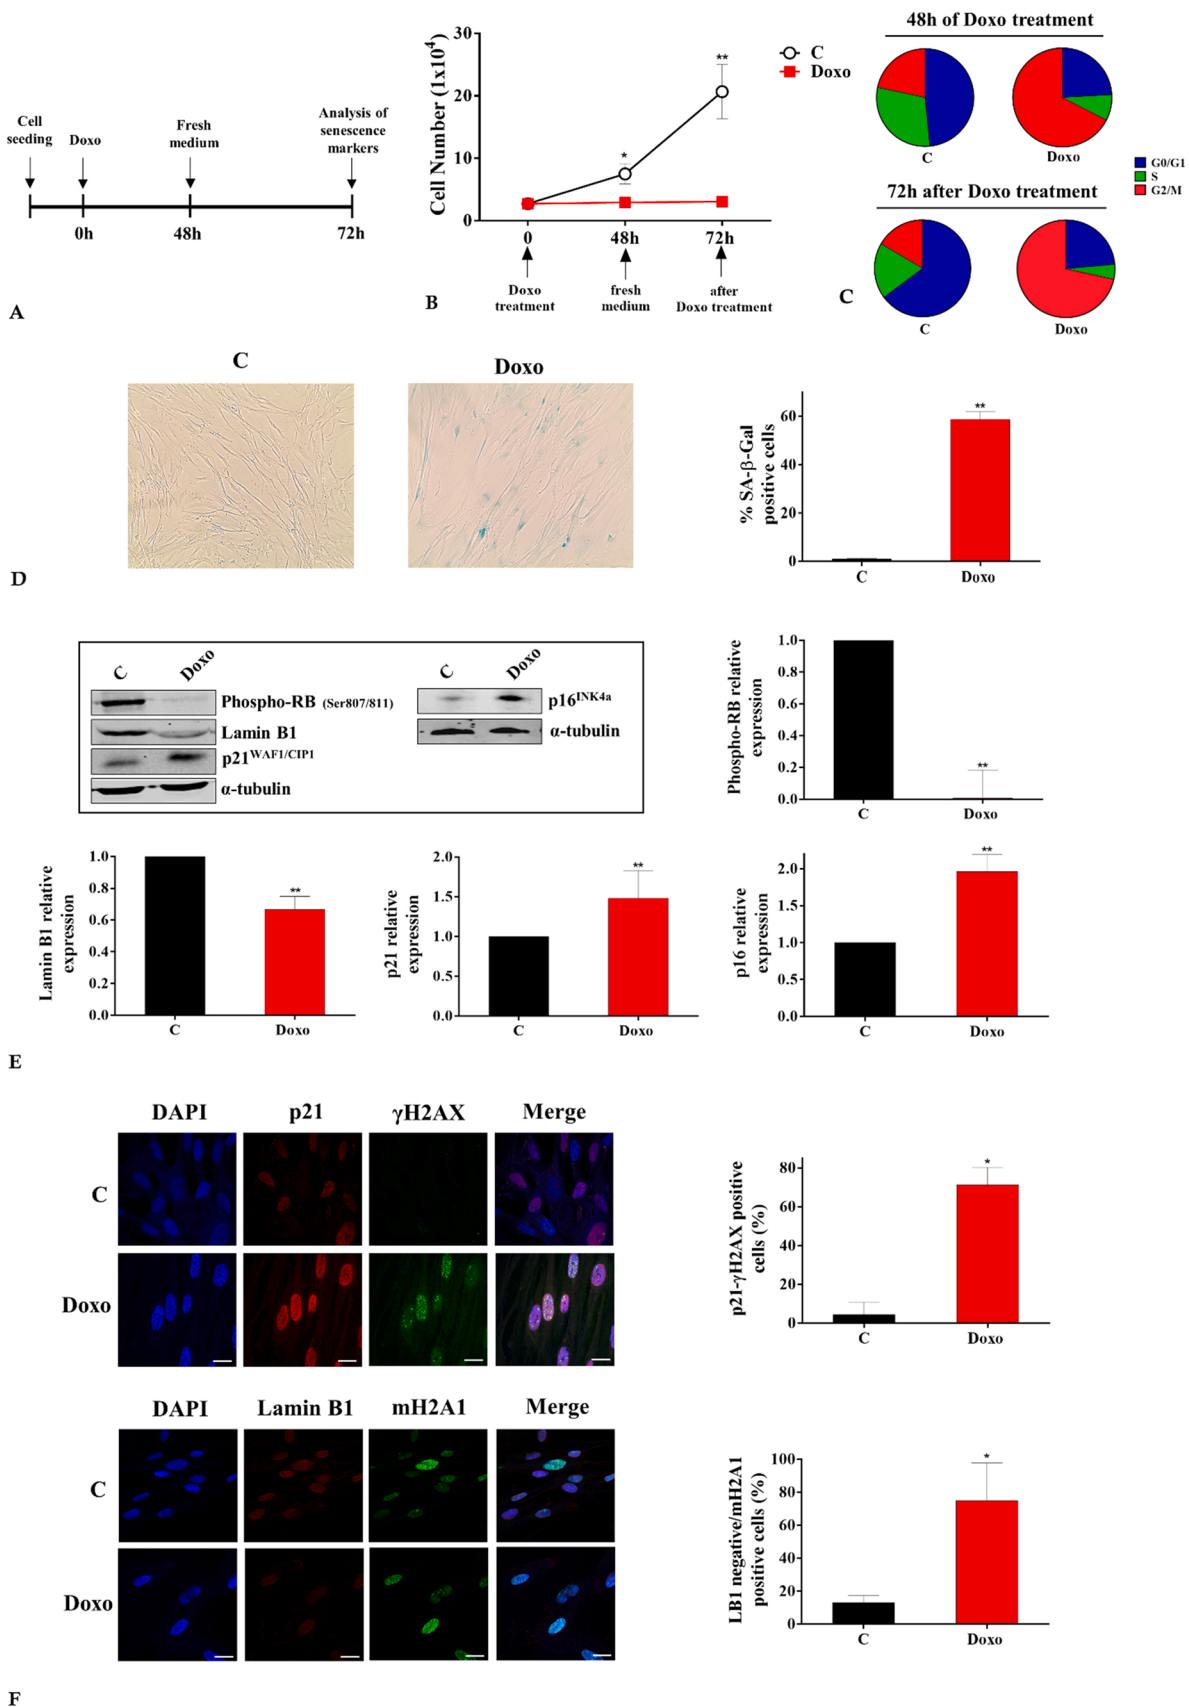 Cell
seeding
Doxo
Fresh
medium
Analysis of
senescence
markers
0h
48h
72h
A
Cell Number (1x10⁴)
30
20
10
0
**
*
C
Doxo
0
48h
72h
Doxo
treatment
fresh
medium
after
Doxo treatment
B
48h of Doxo treatment
C
Doxo
G0/G1
S
G2/M
72h after Doxo treatment
C
Doxo
C
C
Doxo
% SA-β-Gal
positive cells
60
40
20
0
**
C
Doxo
D
C
Doxo
Phospho-RB (Ser807/811)
Lamin B1
p21WAF1/CIP1
α-tubulin
C
Doxo
p16INK4a
α-tubulin
Phospho-RB relative
expression
1.0
0.8
0.6
0.4
0.2
0.0
**
C
Doxo
Lamin B1 relative
expression
1.0
0.8
0.6
0.4
0.2
0.0
**
C
Doxo
p21 relative
expression
2.0
1.5
1.0
0.5
0.0
**
C
Doxo
p16 relative
expression
2.0
1.5
1.0
0.5
0.0
**
C
Doxo
E
DAPI
p21
γH2AX
Merge
C
Doxo
p21-γH2AX positive
cells (%)
80
60
40
20
0
*
C
Doxo
DAPI
Lamin B1
mH2A1
Merge
C
Doxo
LB1 negative/mH2A1
positive cells (%)
100
80
60
40
20
0
*
C
Doxo
F